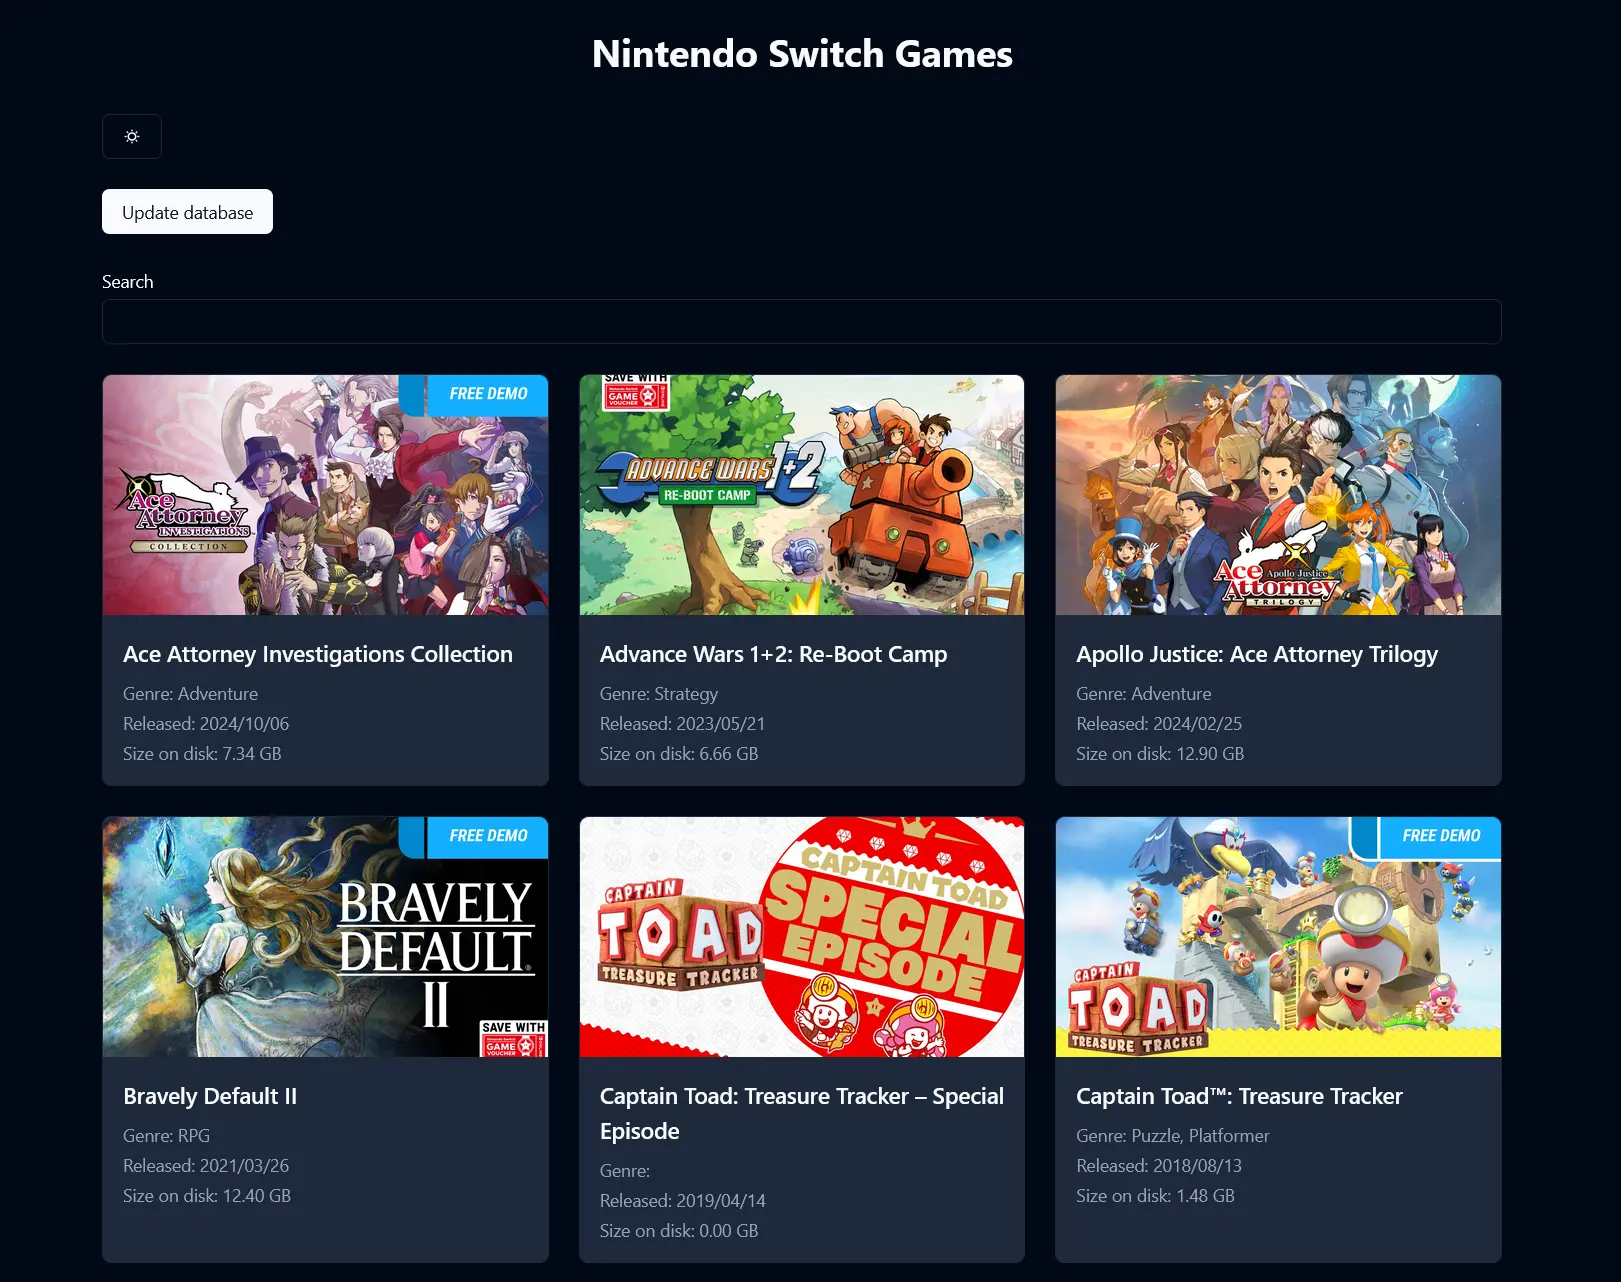 Nintendo Switch Games
Update database
Search
FREE DEMO
Ace Attorney
INVESTIGATIONS
COLLECTION
Ace Attorney Investigations Collection
Genre: Adventure
Released: 2024/10/06
Size on disk: 7.34 GB
SAVE WITH
Nintendo Switch
GAME
VOUCHER
ADVANCE WARS 1+2
RE-BOOT CAMP
Advance Wars 1+2: Re-Boot Camp
Genre: Strategy
Released: 2023/05/21
Size on disk: 6.66 GB
Apollo Justice
Ace Attorney
TRILOGY
Apollo Justice: Ace Attorney Trilogy
Genre: Adventure
Released: 2024/02/25
Size on disk: 12.90 GB
FREE DEMO
BRAVELY
DEFAULT
II
SAVE WITH
Nintendo Switch
GAME
VOUCHER
Bravely Default II
Genre: RPG
Released: 2021/03/26
Size on disk: 12.40 GB
CAPTAIN
TOAD
TREASURE TRACKER
CAPTAIN TOAD
SPECIAL
EPISODE
Captain Toad: Treasure Tracker – Special
Episode
Genre:
Released: 2019/04/14
Size on disk: 0.00 GB
FREE DEMO
CAPTAIN
TOAD
TREASURE TRACKER
Captain Toad™: Treasure Tracker
Genre: Puzzle, Platformer
Released: 2018/08/13
Size on disk: 1.48 GB